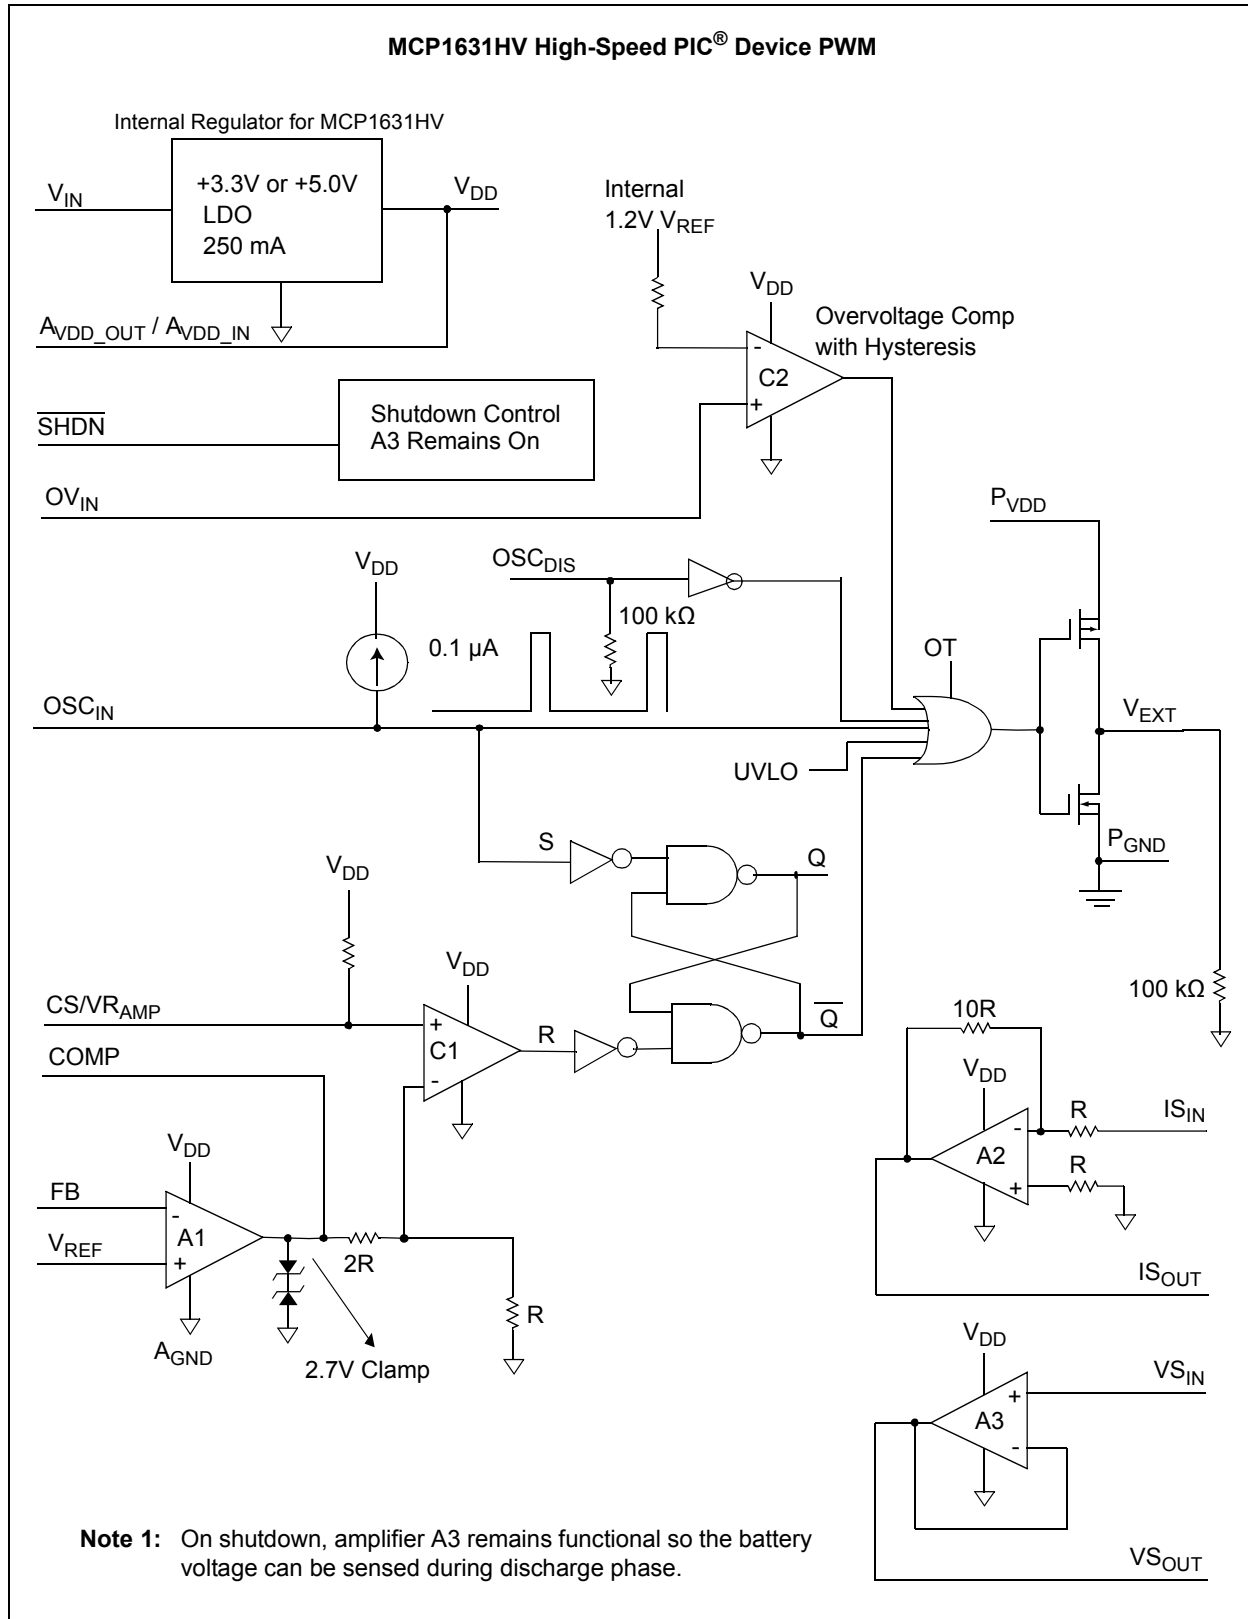 MCP1631HV High-Speed PIC® Device PWM
Internal Regulator for MCP1631HV
+3.3V or +5.0V
LDO
250 mA
VIN
VDD
AVDD_OUT / AVDD_IN
Internal
1.2V VREF
VDD
Overvoltage Comp
with Hysteresis
-
C2
+
SHDN
Shutdown Control
A3 Remains On
OVIN
PVDD
VDD
OSCDIS
100 kΩ
0.1 µA
OT
OSCIN
VEXT
UVLO
S
Q
PGND
VDD
VDD
CS/VRAMP
+
C1
-
R
Q
100 kΩ
COMP
10R
VDD
R
ISIN
-
A2
R
+
VDD
FB
-
A1
VREF
+
2R
ISOUT
R
AGND
2.7V Clamp
VDD
VSIN
+
A3
-
Note 1: On shutdown, amplifier A3 remains functional so the battery
voltage can be sensed during discharge phase.
VSOUT